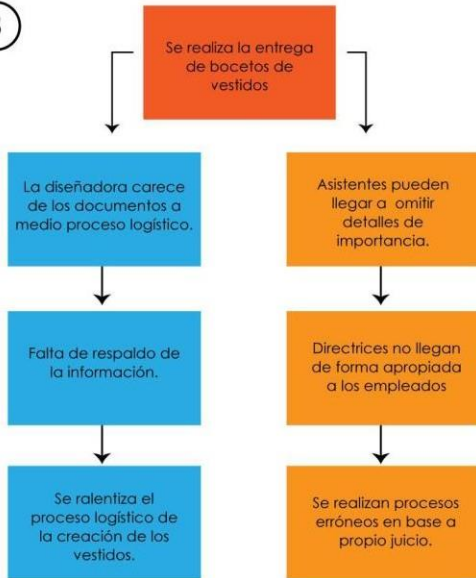 Se realiza la entrega
de bocetos de
vestidos
La diseñadora carece
de los documentos a
medio proceso logístico.
Falta de respaldo de
la información.
Se ralentiza el
proceso logístico de
la creación de los
vestidos.
Asistentes pueden
llegar a omitir
detalles de
importancia.
Directrices no llegan
de forma apropiada
a los empleados
Se realizan procesos
erróneos en base a
propio juicio.